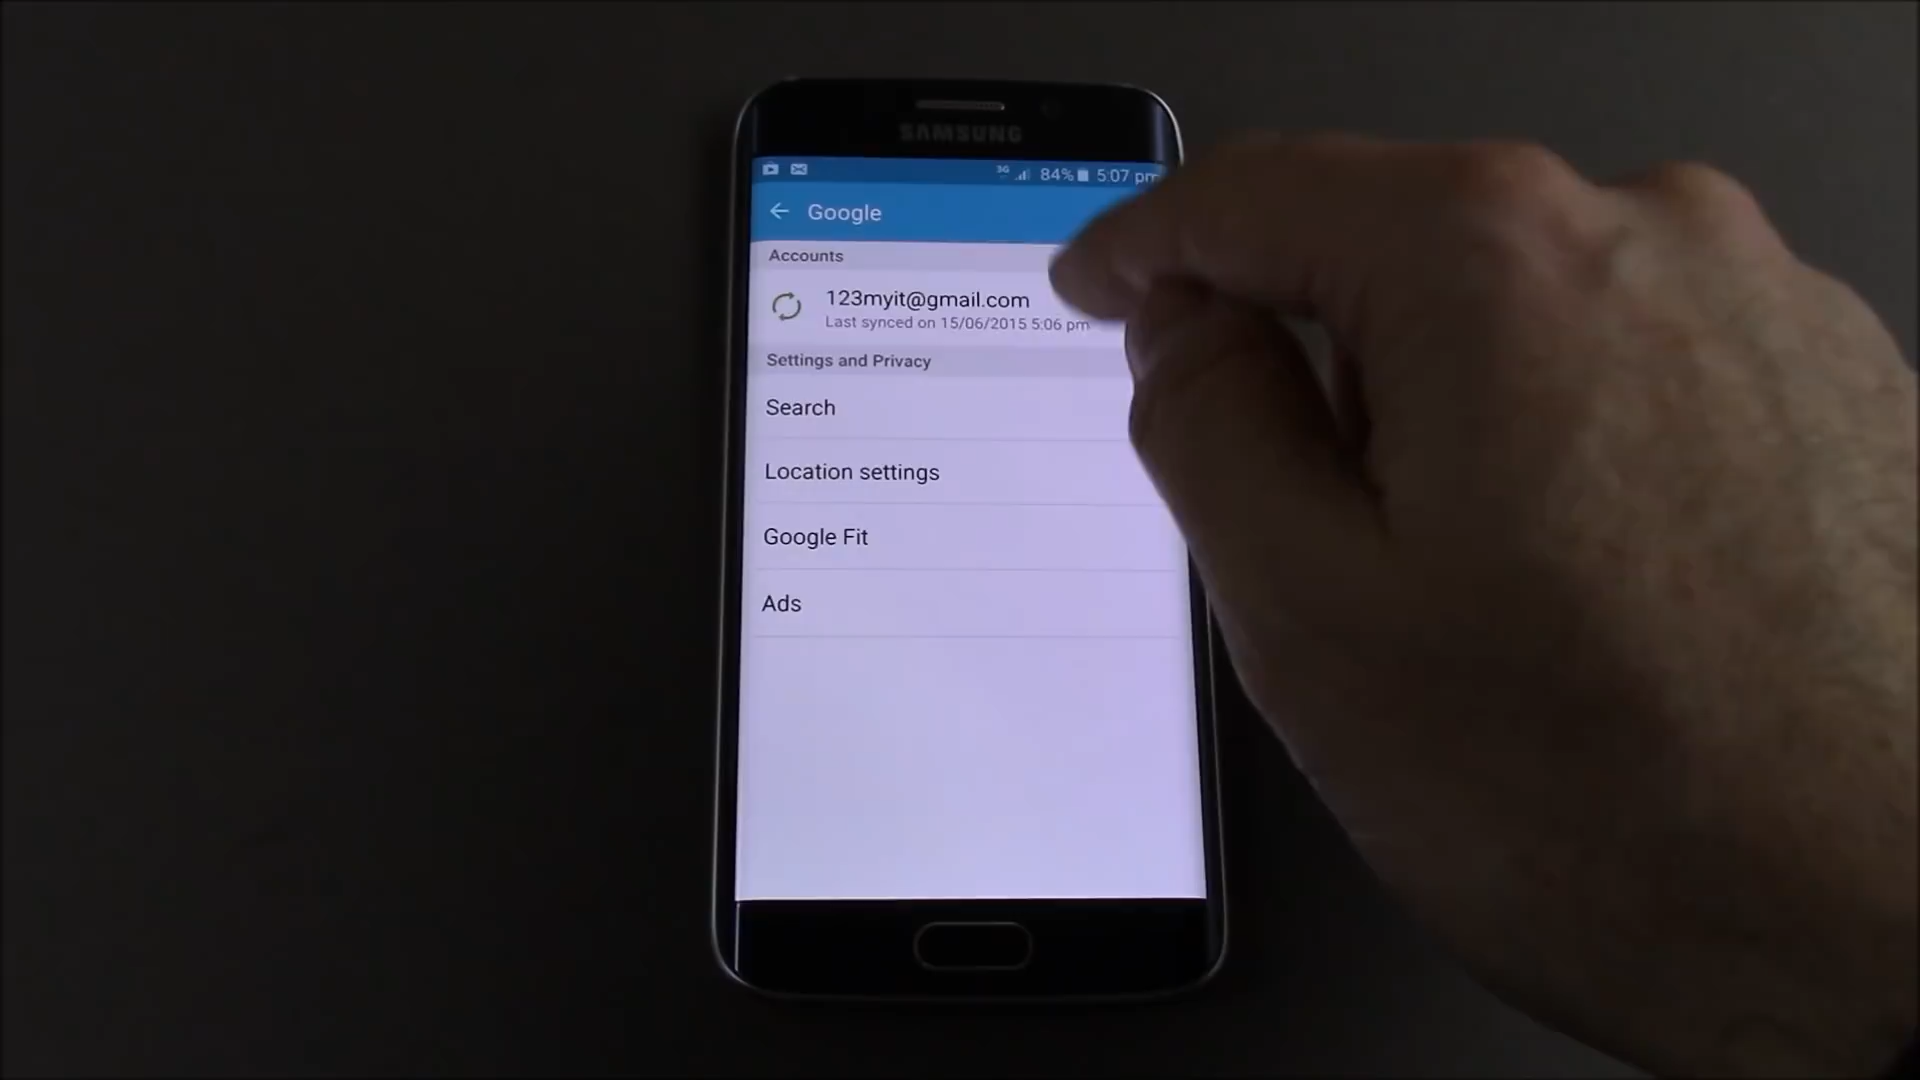 SAMSUNG
3G 84% 5:07 pm
Google
Accounts
123myit@gmail.com
Last synced on 15/06/2015 5:06 pm
Settings and Privacy
Search
Location settings
Google Fit
Ads